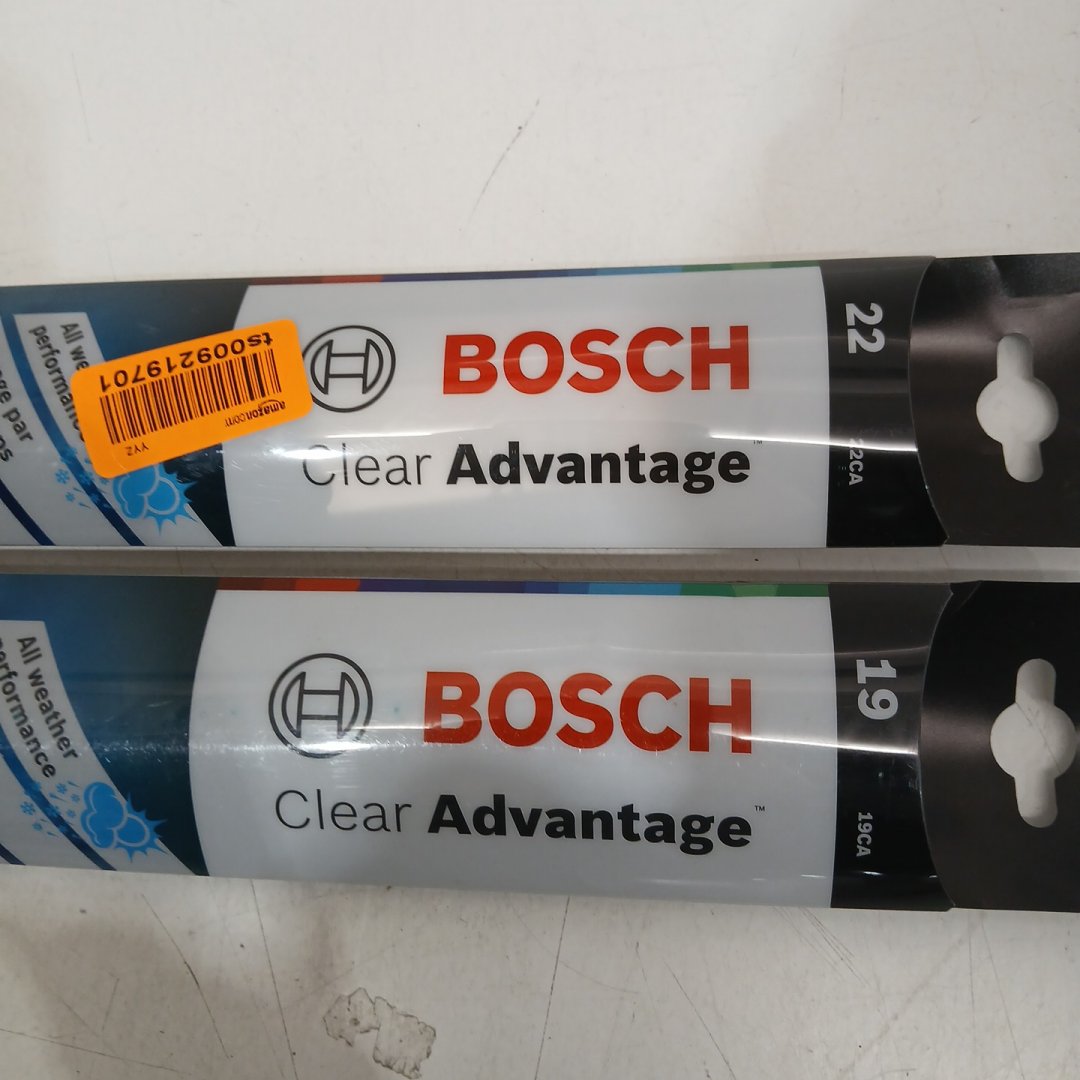 All we
performanc
ge par
ps
ts009219701
amazon.com
YYZ
BOSCH
Clear Advantage™
22
22CA
All weather
performance
BOSCH
Clear Advantage™
19
19CA